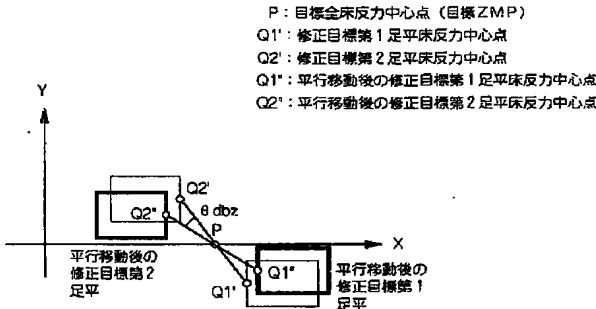 P：目標全床反力中心点（目標ZMP）
Q1'：修正目標第1足平床反力中心点
Q2'：修正目標第2足平床反力中心点
Q1"：平行移動後の修正目標第1足平床反力中心点
Q2"：平行移動後の修正目標第2足平床反力中心点
Y
Q2'
Q2"
θ dbz
P
X
平行移動後の
修正目標第2
足平
Q1"
Q1'
平行移動後の
修正目標第1
足平